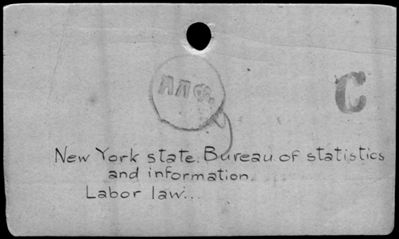 C
New York state. Bureau of statistics
and information.
Labor law..